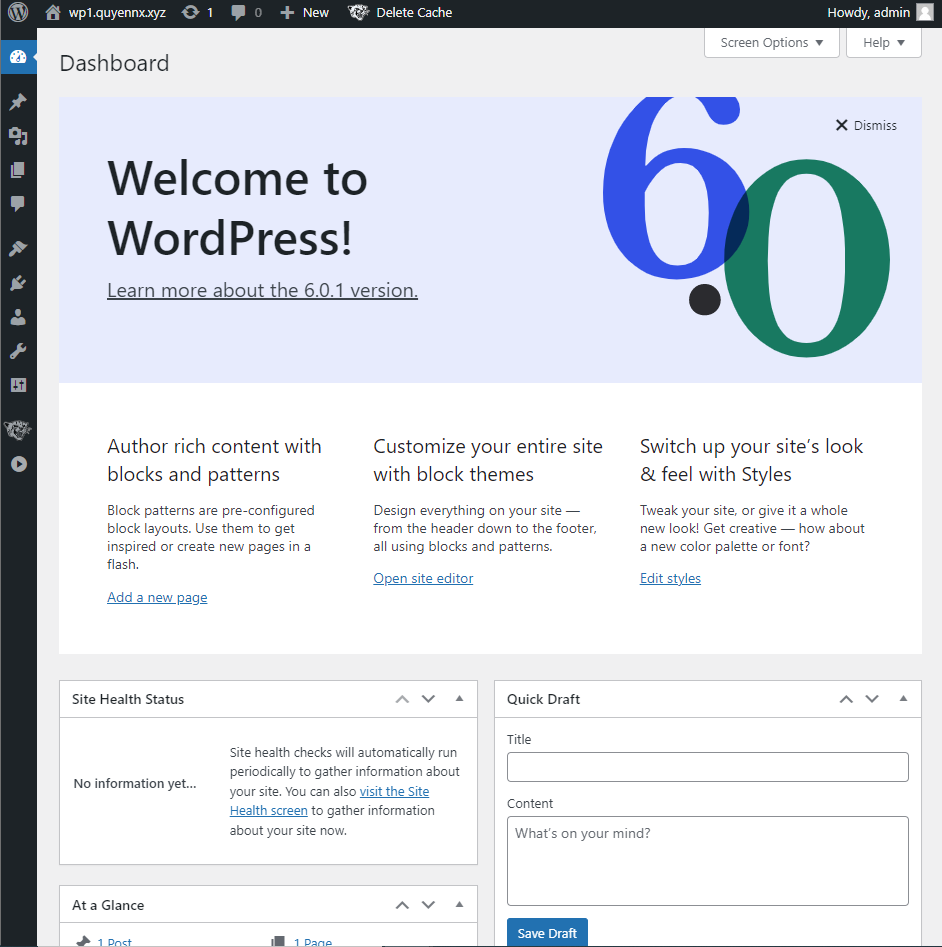 wp1.quyennx.xyz 1 0 New Delete Cache Howdy, admin
Screen Options Help
Dashboard
Dismiss
6.0
Welcome to
WordPress!
Learn more about the 6.0.1 version.
Author rich content with
blocks and patterns
Block patterns are pre-configured
block layouts. Use them to get
inspired or create new pages in a
flash.
Add a new page
Customize your entire site
with block themes
Design everything on your site —
from the header down to the footer,
all using blocks and patterns.
Open site editor
Switch up your site’s look
& feel with Styles
Tweak your site, or give it a whole
new look! Get creative — how about
a new color palette or font?
Edit styles
Site Health Status
No information yet...
Site health checks will automatically run
periodically to gather information about
your site. You can also visit the Site
Health screen to gather information
about your site now.
At a Glance
1 Post 1 Page
Quick Draft
Title
Content
What’s on your mind?
Save Draft